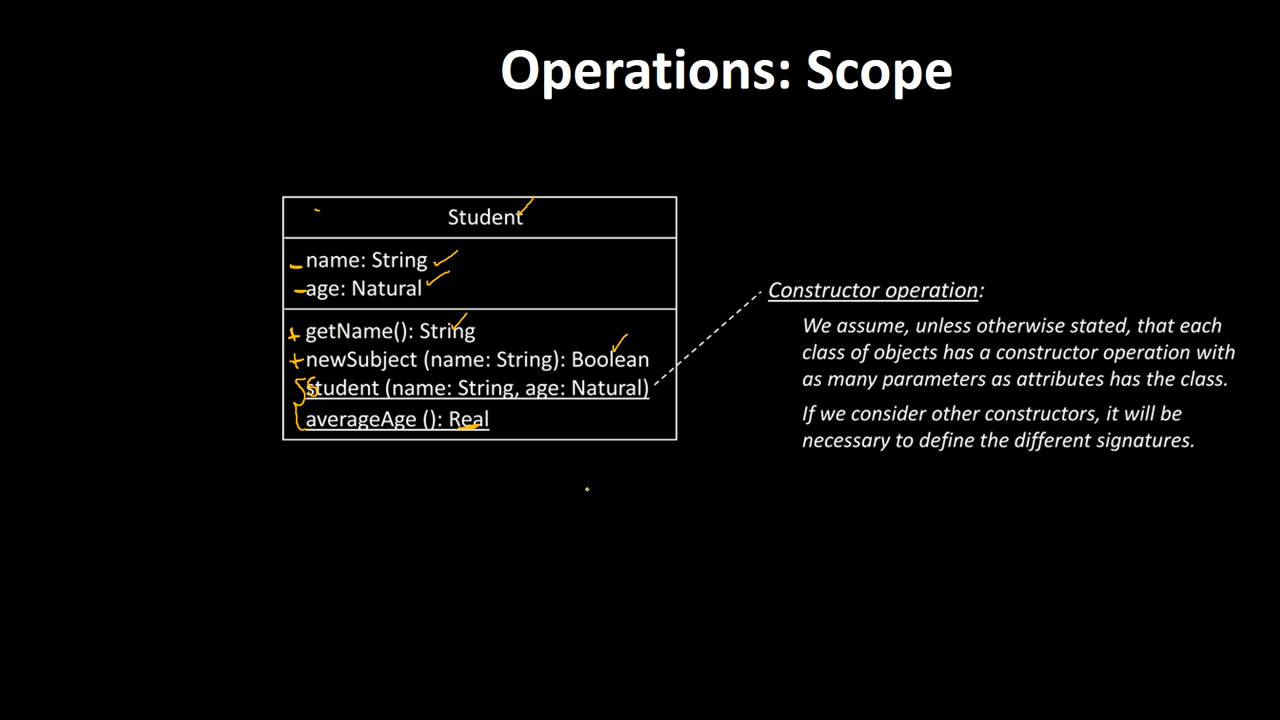 Operations: Scope
Student
- name: String
- age: Natural
+ getName(): String
+ newSubject (name: String): Boolean
student (name: String, age: Natural)
averageAge (): Real
Constructor operation:
We assume, unless otherwise stated, that each
class of objects has a constructor operation with
as many parameters as attributes has the class.
If we consider other constructors, it will be
necessary to define the different signatures.